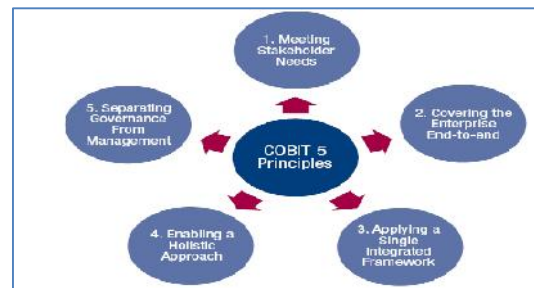 1. Meeting
Stakeholder
Needs
5. Separating
Governance
From
Management
2. Covering the
Enterprise
End-to-end
COBIT 5
Principles
4. Enabling a
Holistic
Approach
3. Applying a
Single
Integrated
Framework